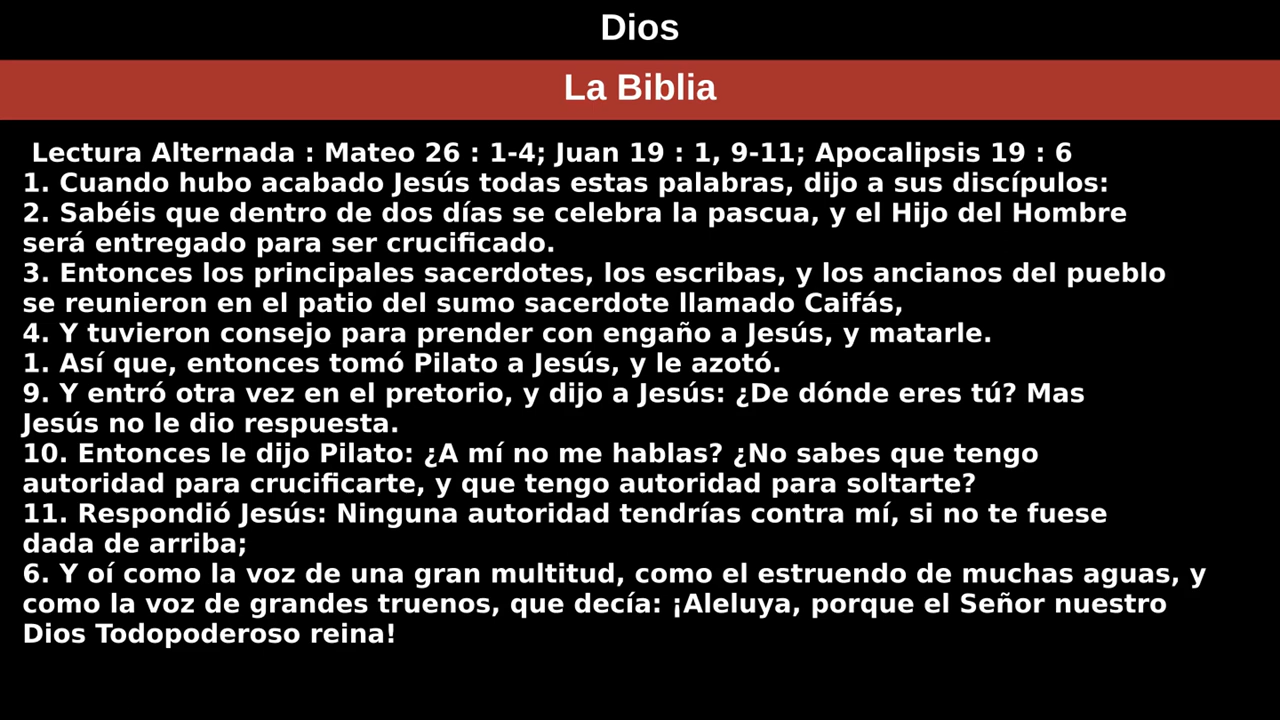 Dios
La Biblia
Lectura Alternada : Mateo 26 : 1-4; Juan 19 : 1, 9-11; Apocalipsis 19 : 6
1. Cuando hubo acabado Jesús todas estas palabras, dijo a sus discípulos:
2. Sabéis que dentro de dos días se celebra la pascua, y el Hijo del Hombre
será entregado para ser crucificado.
3. Entonces los principales sacerdotes, los escribas, y los ancianos del pueblo
se reunieron en el patio del sumo sacerdote llamado Caifás,
4. Y tuvieron consejo para prender con engaño a Jesús, y matarle.
1. Así que, entonces tomó Pilato a Jesús, y le azotó.
9. Y entró otra vez en el pretorio, y dijo a Jesús: ¿De dónde eres tú? Mas
Jesús no le dio respuesta.
10. Entonces le dijo Pilato: ¿A mí no me hablas? ¿No sabes que tengo
autoridad para crucificarte, y que tengo autoridad para soltarte?
11. Respondió Jesús: Ninguna autoridad tendrías contra mí, si no te fuese
dada de arriba;
6. Y oí como la voz de una gran multitud, como el estruendo de muchas aguas, y
como la voz de grandes truenos, que decía: ¡Aleluya, porque el Señor nuestro
Dios Todopoderoso reina!